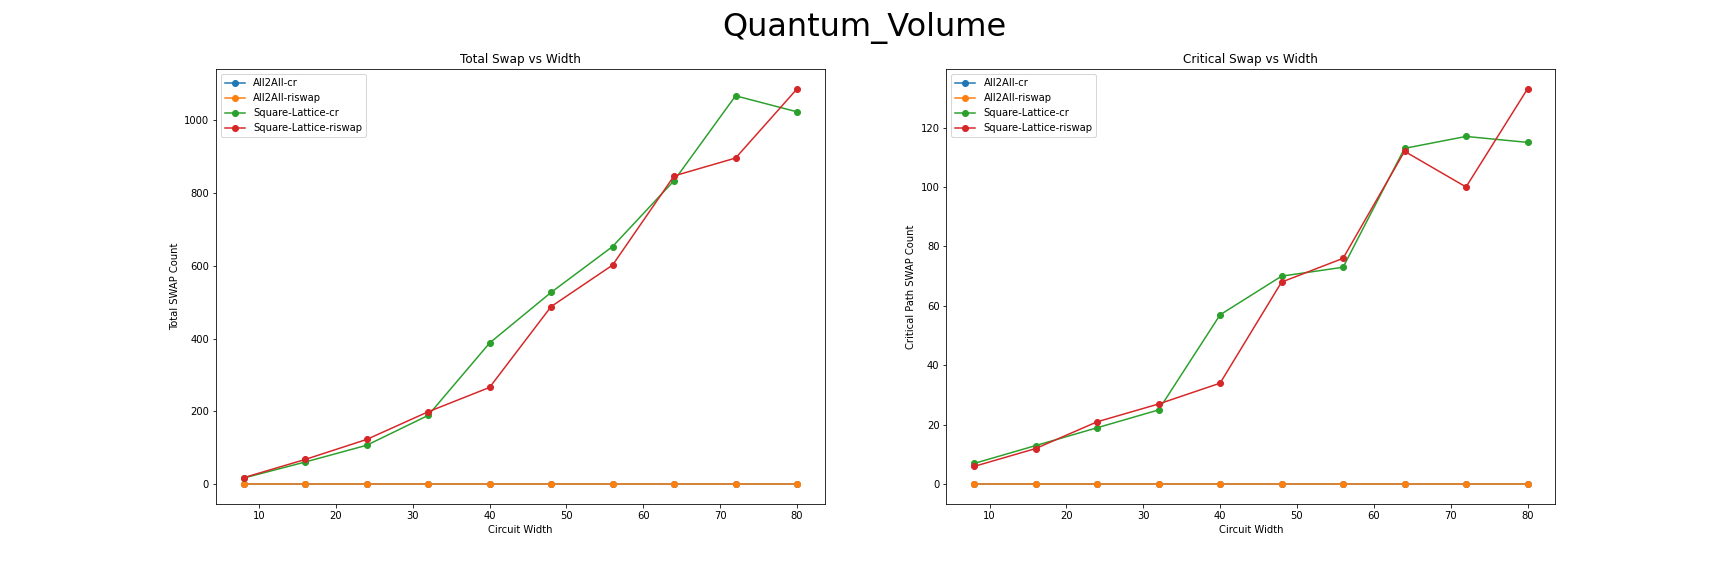 Quantum_Volume
Total Swap vs Width
All2All-cr
All2All-riswap
Square-Lattice-cr
Square-Lattice-riswap
1000
800
600
400
200
0
Total SWAP Count
10 20 30 40 50 60 70 80
Circuit Width
Critical Swap vs Width
All2All-cr
All2All-riswap
Square-Lattice-cr
Square-Lattice-riswap
120
100
80
60
40
20
0
Critical Path SWAP Count
10 20 30 40 50 60 70 80
Circuit Width